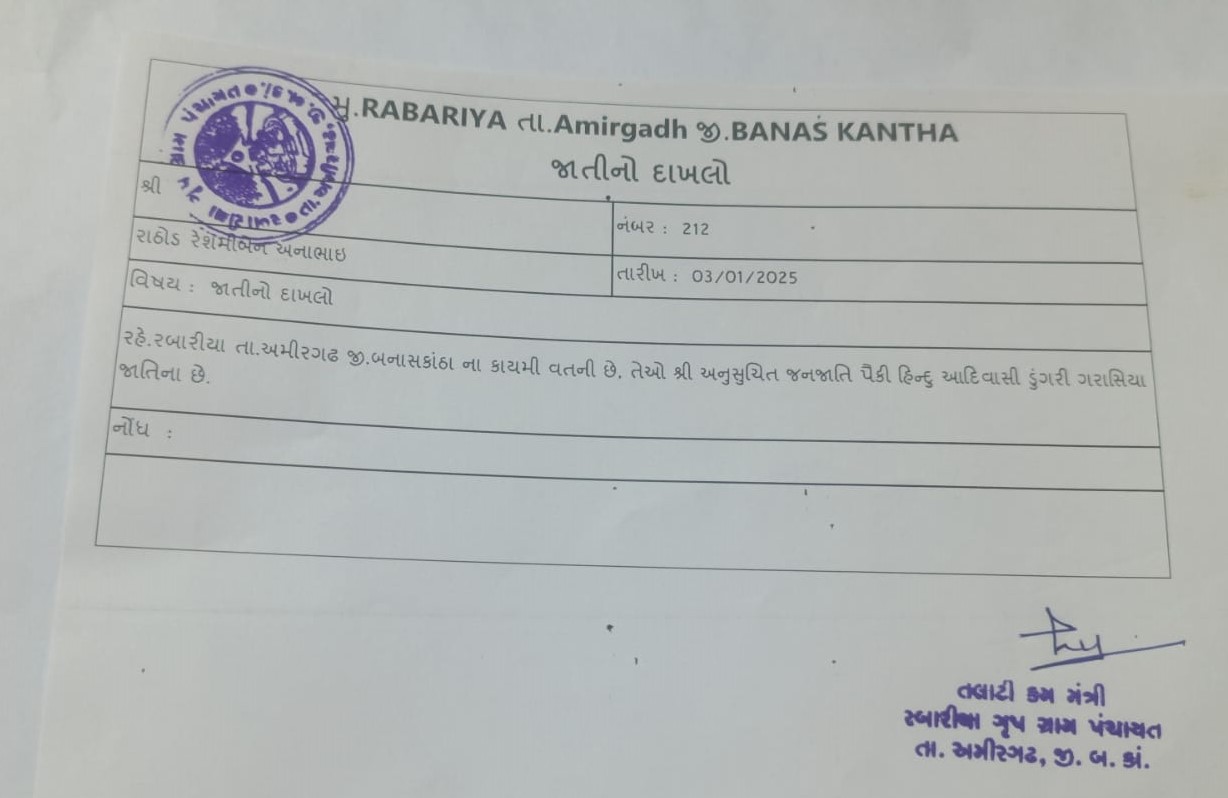 મુ.RABARIYA તા.Amirgadh જી.BANAS KANTHA
જાતીનો દાખલો
શ્રી
નંબર : 212
રાઠોડ રેશમીબેન અનાભાઇ
તારીખ : 03/01/2025
વિષય : જાતીનો દાખલો
રહે.રબારીયા તા.અમીરગઢ જી.બનાસકાંઠા ના કાયમી વતની છે, તેઓ શ્રી અનુસુચિત જનજાતિ પૈકી હિન્દુ આદિવાસી ડુંગરી ગરાસિયા
જાતિના છે.
નોંધ :
તલાટી કમ મંત્રી
રબારીયા ગૃપ ગ્રામ પંચાયત
તા. અમીરગઢ, જી. બ. કાં.